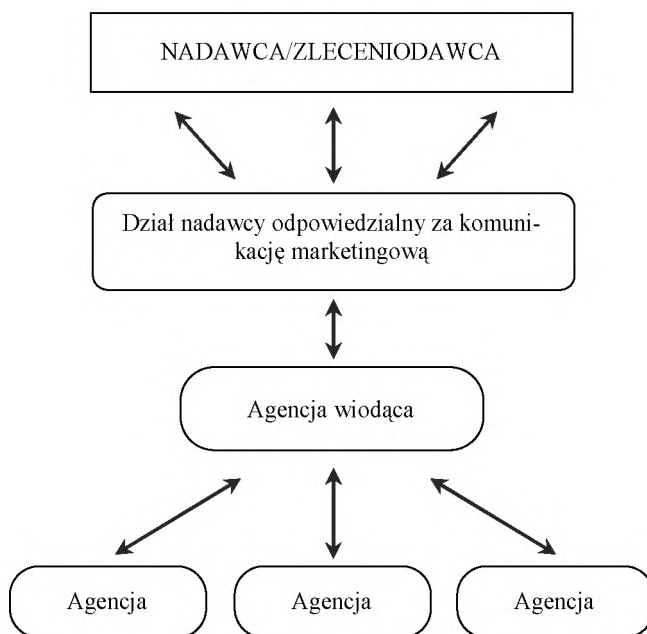 NADAWCA/ZLECENIODAWCA
Dział nadawcy odpowiedzialny za komuni-
kację marketingową
Agencja wiodąca
Agencja
Agencja
Agencja